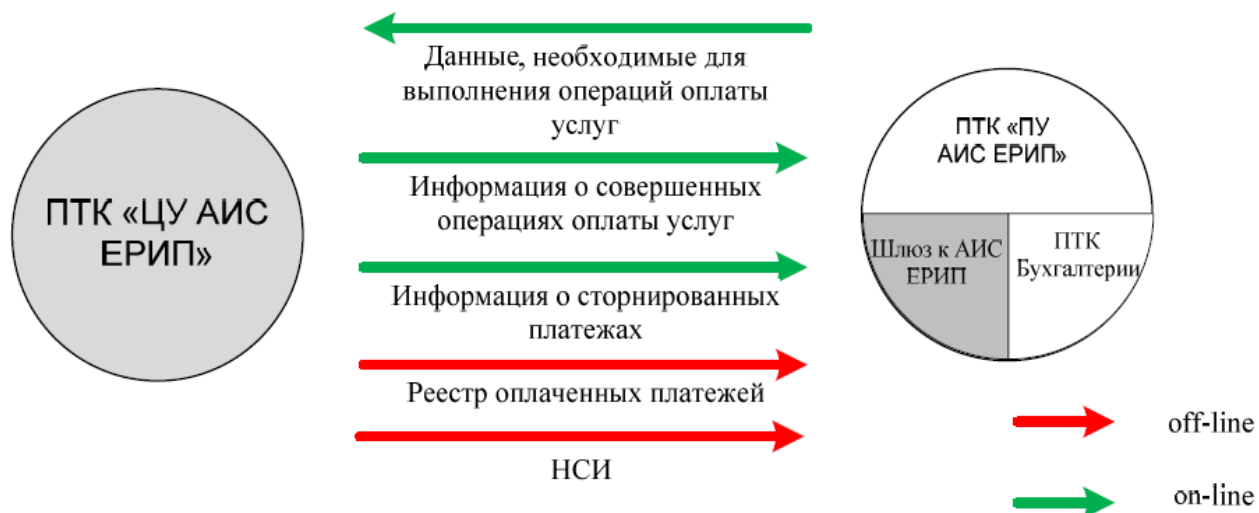 ПТК «ЦУ АИС
ЕРИП»
Данные, необходимые для
выполнения операций оплаты
услуг
Информация о совершенных
операциях оплаты услуг
Информация о сторнированных
платежах
Реестр оплаченных платежей
НСИ
ПТК «ПУ
АИС ЕРИП»
Шлюз к АИС
ЕРИП
ПТК
Бухгалтерии
off-line
on-line